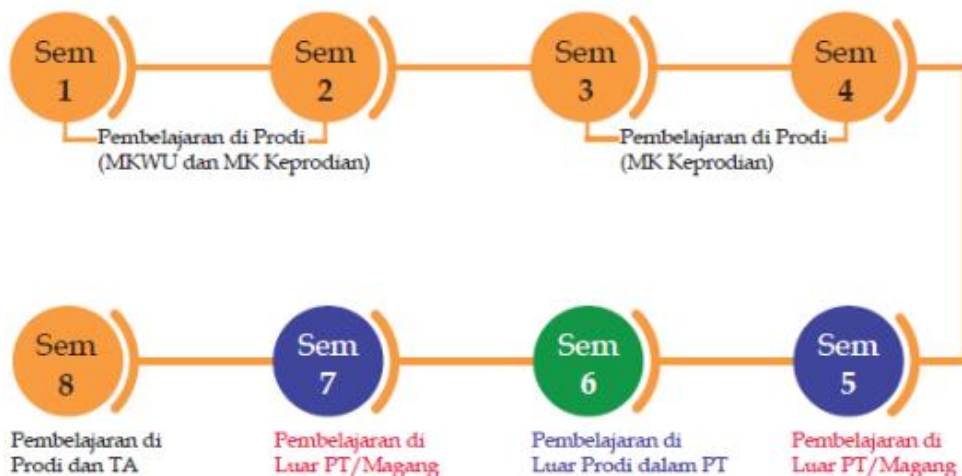 Sem
1
Sem
2
Sem
3
Sem
4
Pembelajaran di Prodi
(MKWU dan MK Keprodian)
Pembelajaran di Prodi
(MK Keprodian)
Sem
8
Sem
7
Sem
6
Sem
5
Pembelajaran di
Prodi dan TA
Pembelajaran di
Luar PT/Magang
Pembelajaran di
Luar Prodi dalam PT
Pembelajaran di
Luar PT/Magang